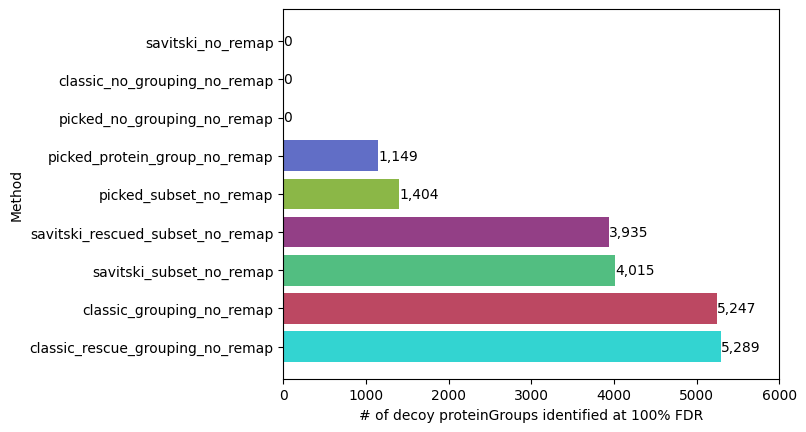 savitski_no_remap 0
classic_no_grouping_no_remap 0
picked_no_grouping_no_remap 0
picked_protein_group_no_remap 1,149
picked_subset_no_remap 1,404
savitski_rescued_subset_no_remap 3,935
savitski_subset_no_remap 4,015
classic_grouping_no_remap 5,247
classic_rescue_grouping_no_remap 5,289
Method
0 1000 2000 3000 4000 5000 6000
# of decoy proteinGroups identified at 100% FDR